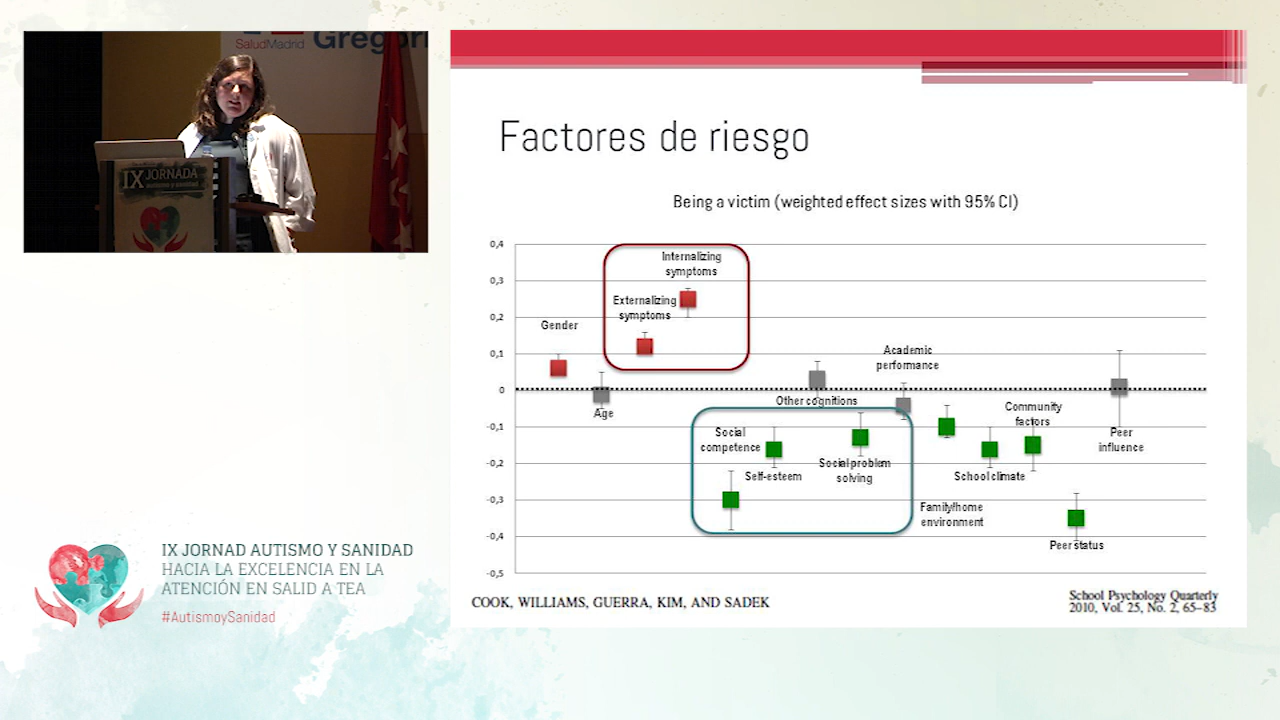 SaludMadrid
IX JORNADA
autismo y sanidad
Factores de riesgo
Being a victim (weighted effect sizes with 95% CI)
0,4
0,3
0,2
0,1
0
-0,1
-0,2
-0,3
-0,4
-0,5
Internalizing
symptoms
Externalizing
symptoms
Gender
Age
Academic
performance
Other cognitions
Social
competence
Self-esteem
Social problem
solving
Community
factors
School climate
Family/home
environment
Peer
influence
Peer status
COOK, WILLIAMS, GUERRA, KIM, AND SADEK
School Psychology Quarterly
2010, Vol. 25, No. 2, 65–83
IX JORNAD AUTISMO Y SANIDAD
HACIA LA EXCELENCIA EN LA
ATENCIÓN EN SALID A TEA
#AutismoySanidad